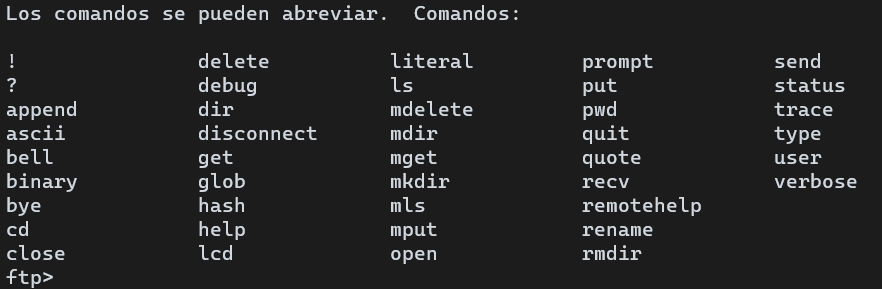 Los comandos se pueden abreviar.  Comandos:

!               delete          literal         prompt          send
?               debug           ls              put             status
append          dir             mdelete         pwd             trace
ascii           disconnect      mdir            quit            type
bell            get             mget            quote           user
binary          glob            mkdir           recv            verbose
bye             hash            mls             remotehelp
cd              help            mput            rename
close           lcd             open            rmdir
ftp>